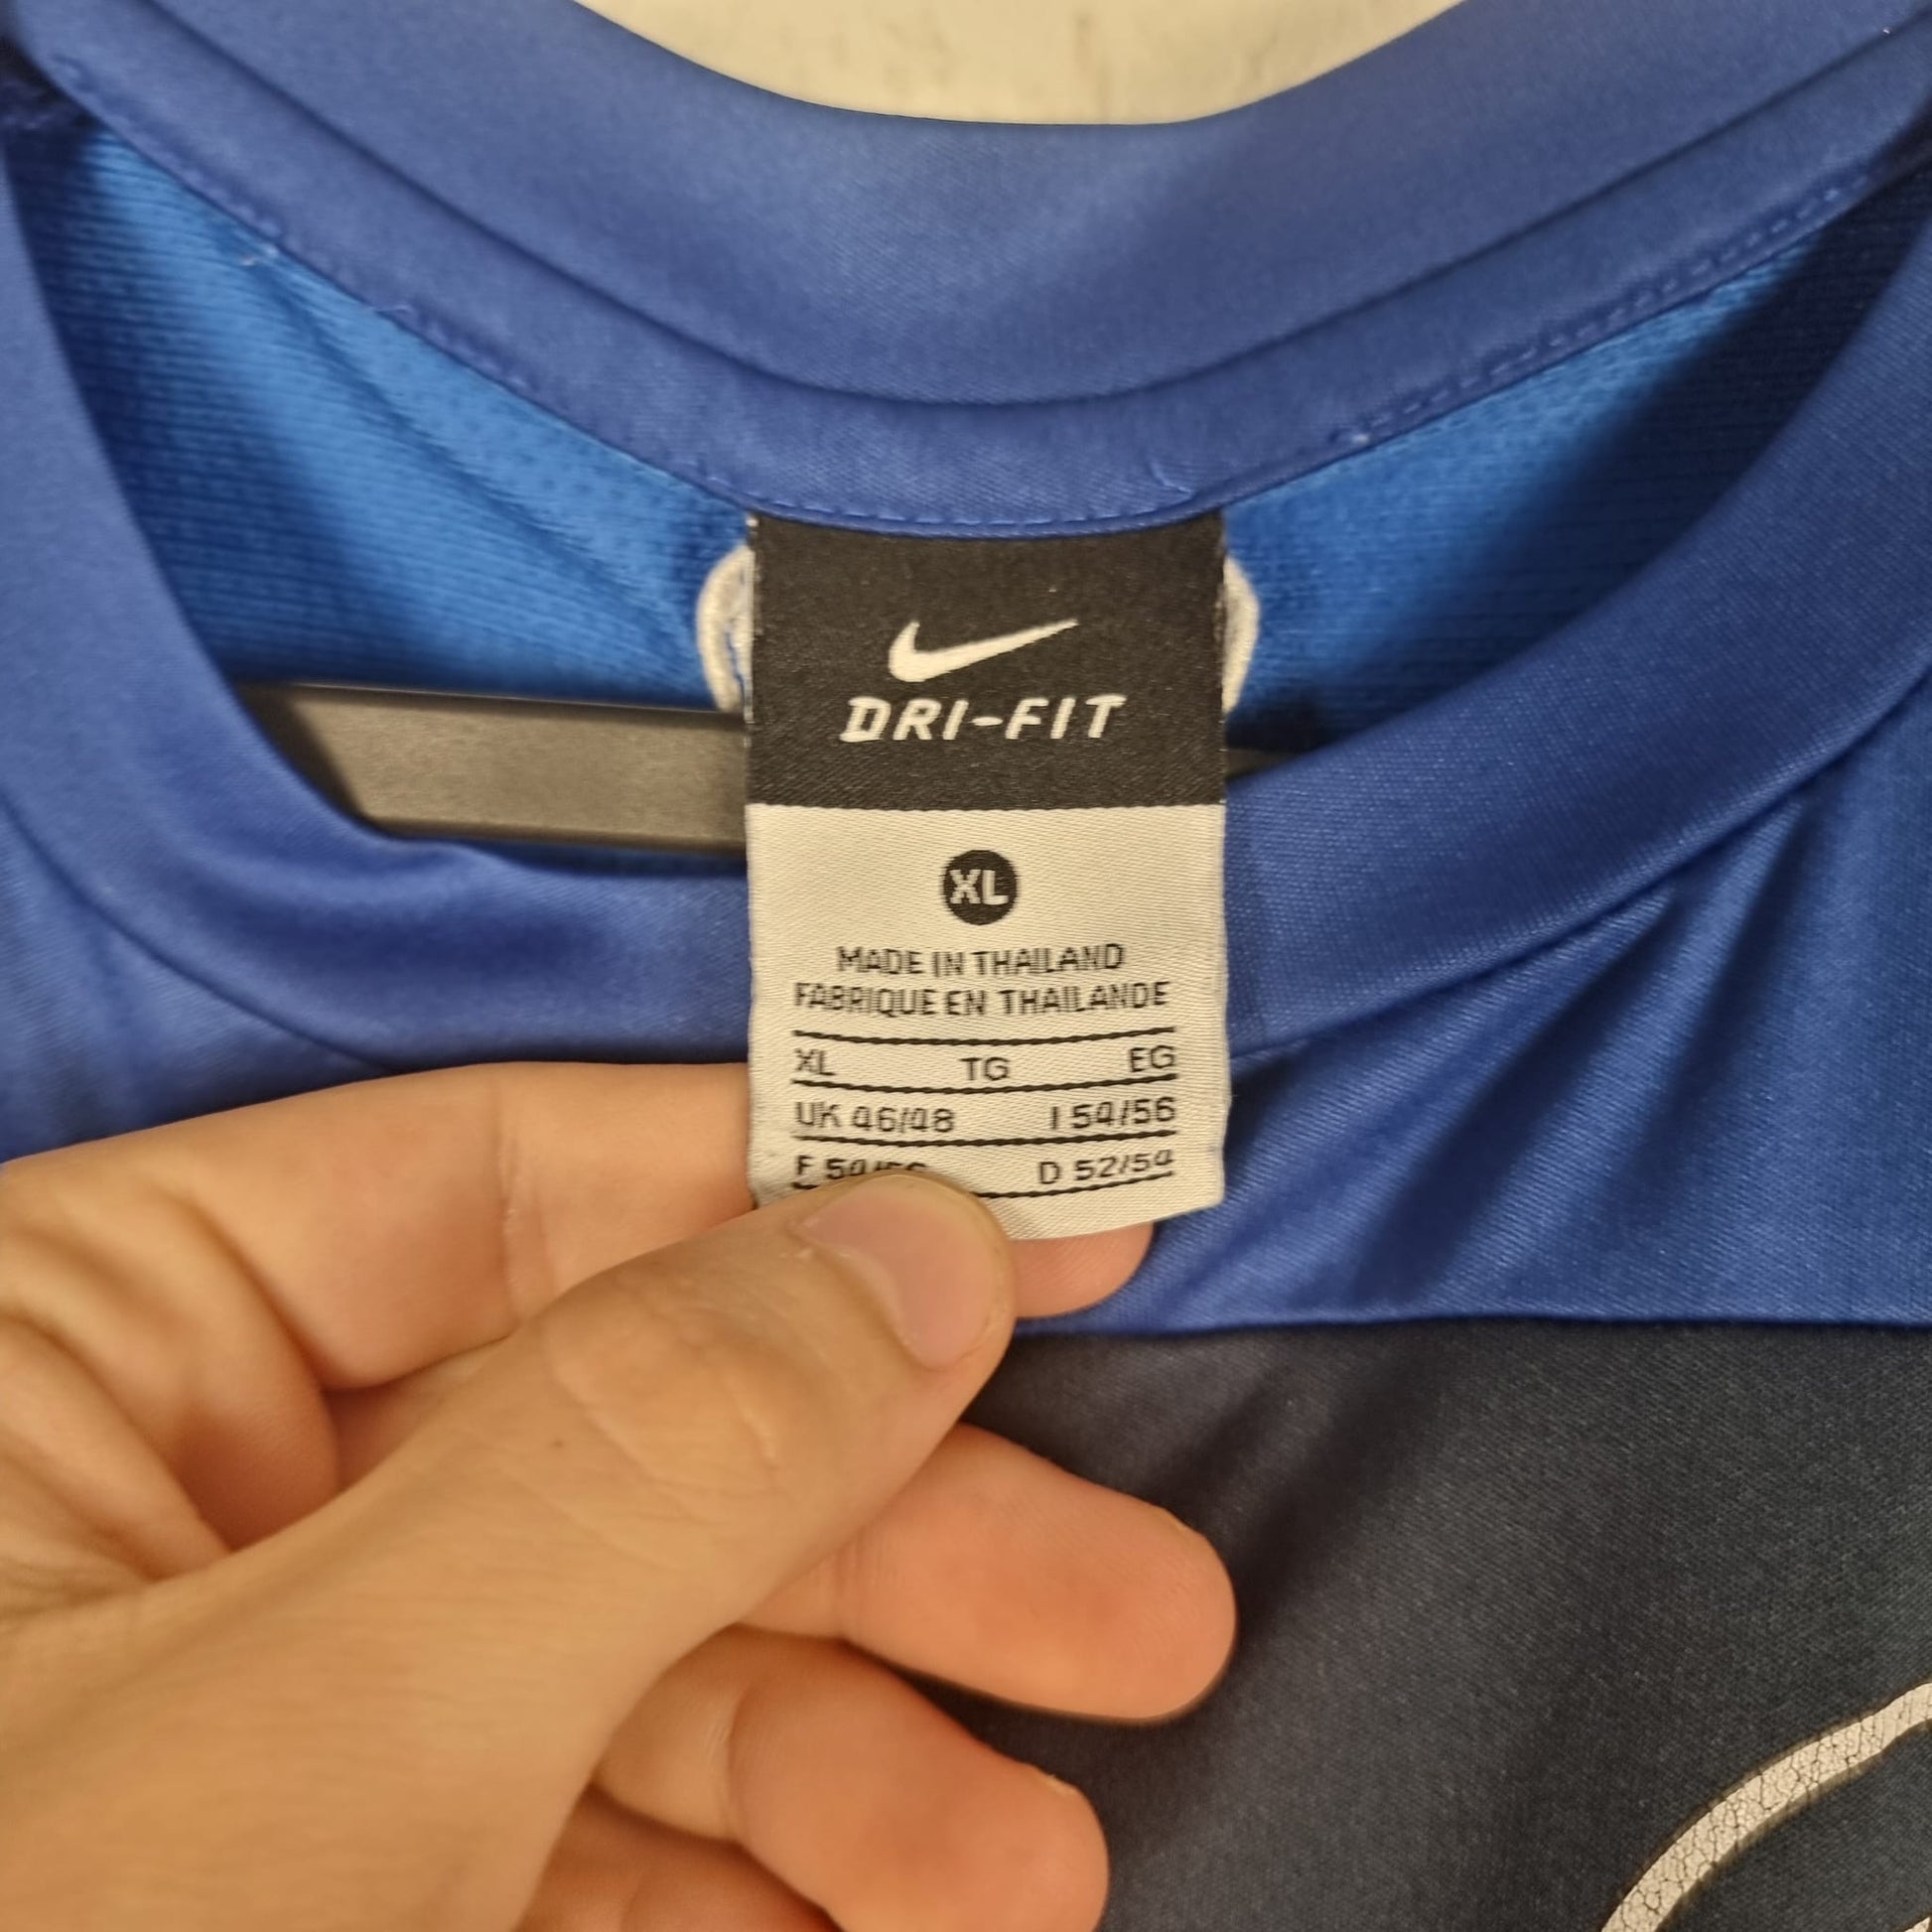 DRI-FIT
XL
MADE IN THAILAND
FABRIQUE EN THAILANDE
XL TG EG
UK 46/48 I 54/56
F D 52/54